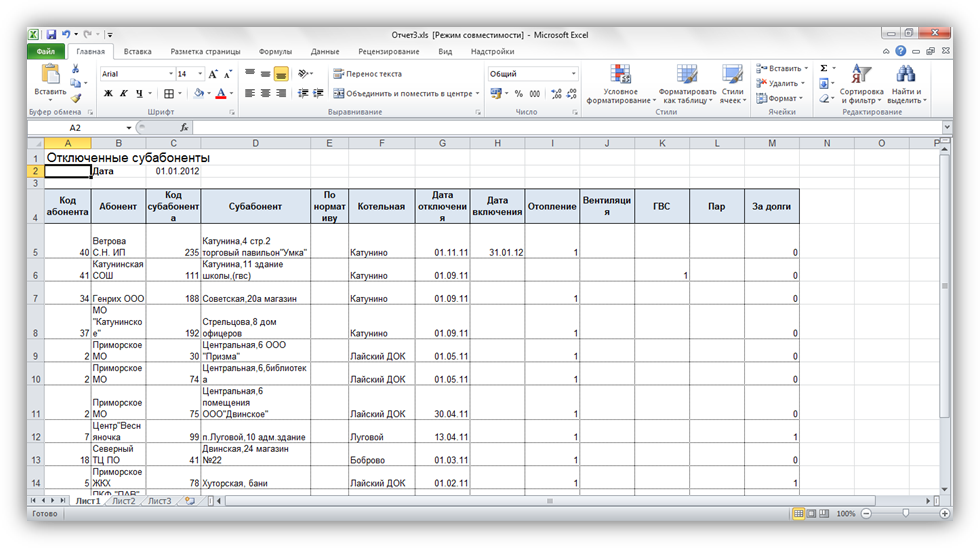 Отчет3.xls [Режим совместимости] - Microsoft Excel
Файл Главная Вставка Разметка страницы Формулы Данные Рецензирование Вид Надстройки
Вставить
Arial 14
Ж К Ч
Перенос текста
Объединить и поместить в центре
Общий
% 000
Условное форматирование
Форматировать как таблицу
Стили ячеек
Вставить
Удалить
Формат
Сортировка и фильтр
Найти и выделить
Буфер обмена Шрифт Выравнивание Число Стили Ячейки Редактирование
A2 fx
A B C D E F G H I J K L M N O P
1 Отключенные субабоненты
2 Дата 01.01.2012
3
4 Код абонента Абонент Код субабонента Субабонент По нормативу Котельная Дата отключения Дата включения Отопление Вентиляция ГВС Пар За долги
5 40 Ветрова С.Н. ИП 235 Катунина,4 стр.2 торговый павильон"Умка" Катунино 01.11.11 31.01.12 1 0
6 41 Катунинская СОШ 111 Катунина,11 здание школы,(гвс) Катунино 01.09.11 1 0
7 34 Генрих ООО 188 Советская,20а магазин Катунино 01.09.11 1 0
8 37 МО "Катунинское" 192 Стрельцова,8 дом офицеров Катунино 01.09.11 1 0
9 2 Приморское МО 30 Центральная,6 ООО "Призма" Лайский ДОК 01.05.11 1 0
10 2 Приморское МО 74 Центральная,6,библиотека Лайский ДОК 01.05.11 1 0
11 2 Приморское МО 75 Центральная,6 помещения ООО"Двинское" Лайский ДОК 30.04.11 1 0
12 7 Центр"Весняночка 99 п.Луговой,10 адм.здание Луговой 13.04.11 1 1
13 18 Северный ТЦ ПО 41 Двинская,24 магазин №22 Боброво 01.03.11 1 0
14 5 Приморское ЖКХ 78 Хуторская, бани Лайский ДОК 01.02.11 1 1
Лист1 Лист2 Лист3
Готово 100%